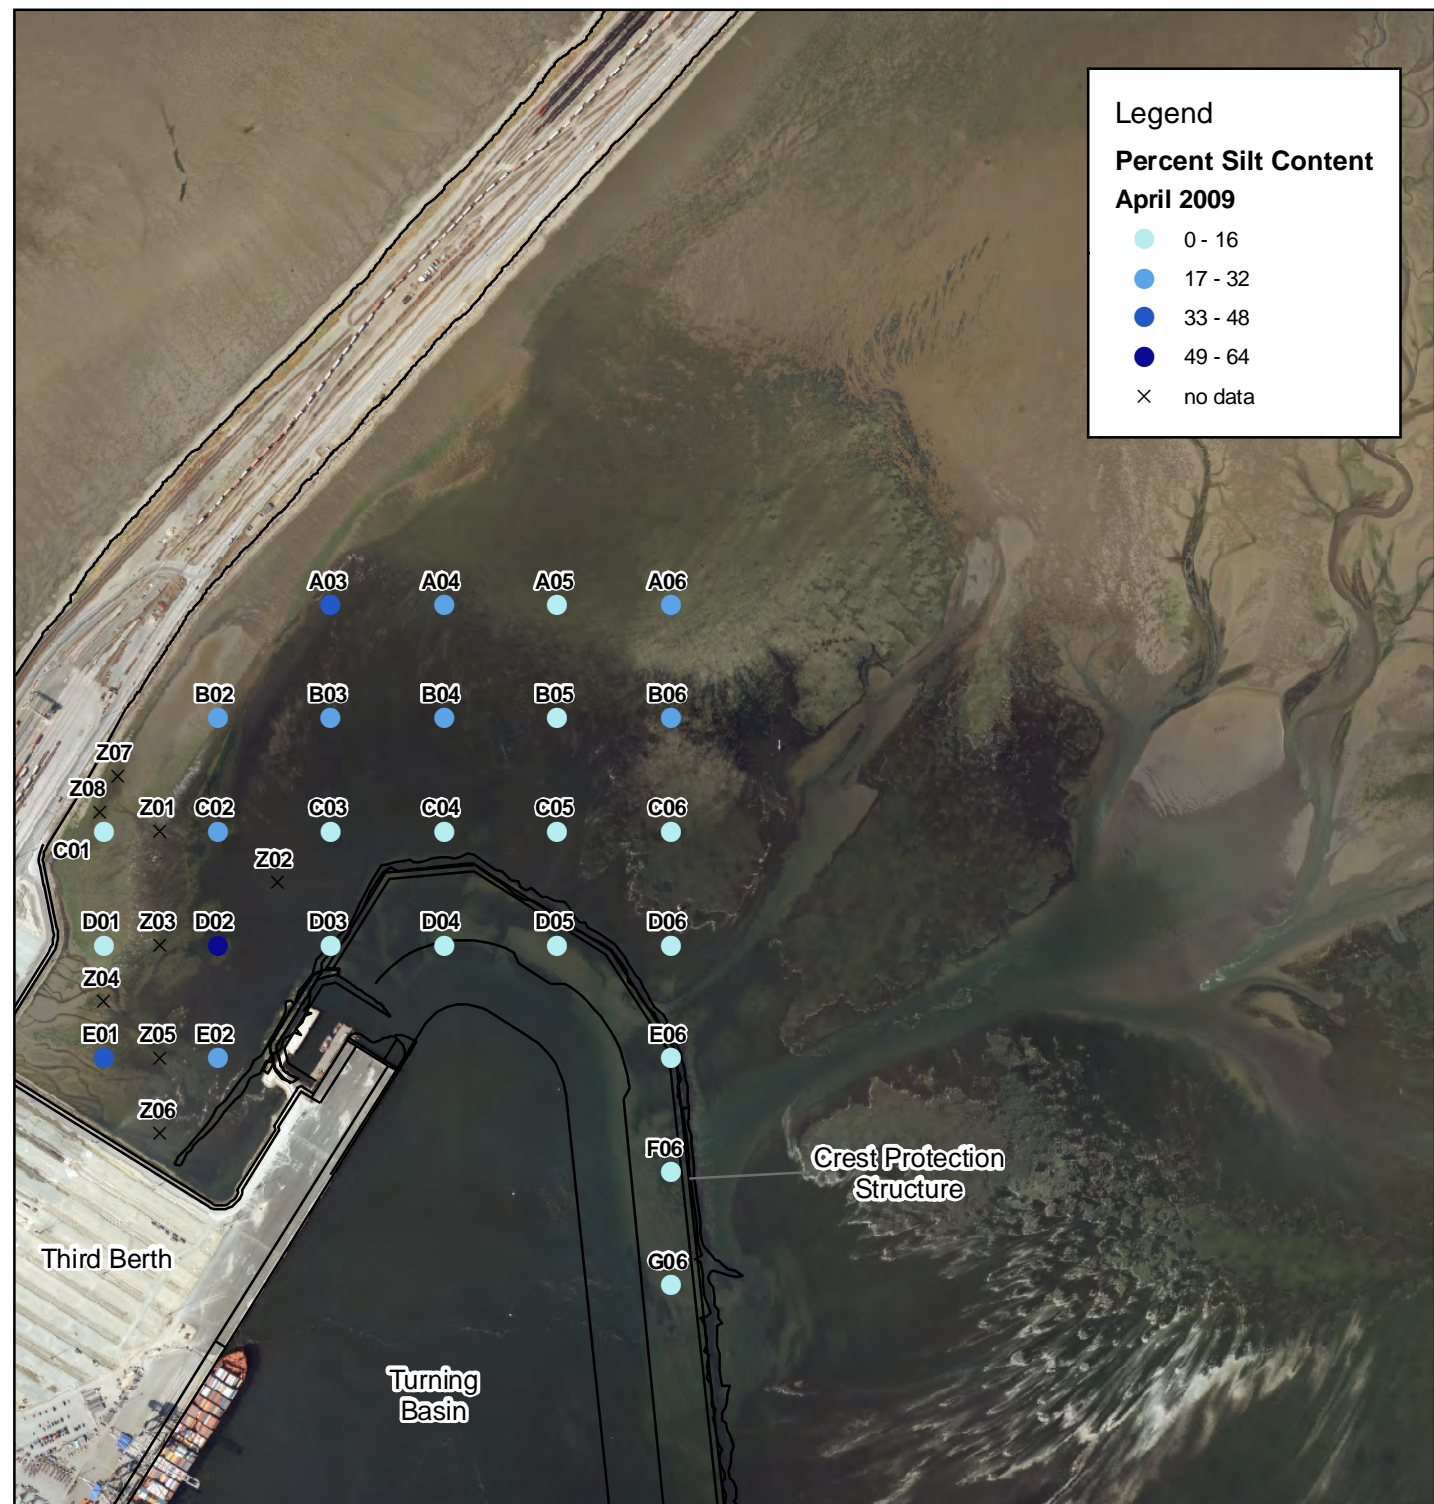 Legend
Percent Silt Content
April 2009
0 - 16
17 - 32
33 - 48
49 - 64
no data
A03 A04 A05 A06
B02 B03 B04 B05 B06
Z07
Z08
Z01 C02 C03 C04 C05 C06
C01
Z02
D01 Z03 D02 D03 D04 D05 D06
Z04
E01 Z05 E02 E06
Z06
F06
Crest Protection
Structure
Third Berth
G06
Turning
Basin